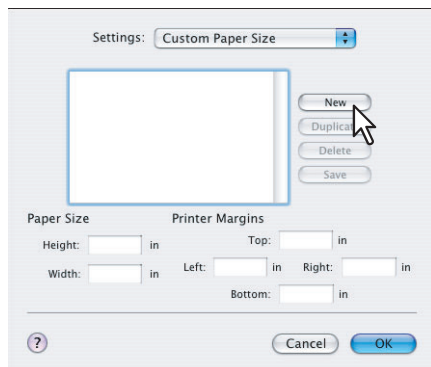 Settings: Custom Paper Size
New
Duplicat
Delete
Save
Paper Size Printer Margins
Height: in Top: in
Width: in Left: in Right: in
Bottom: in
? Cancel OK